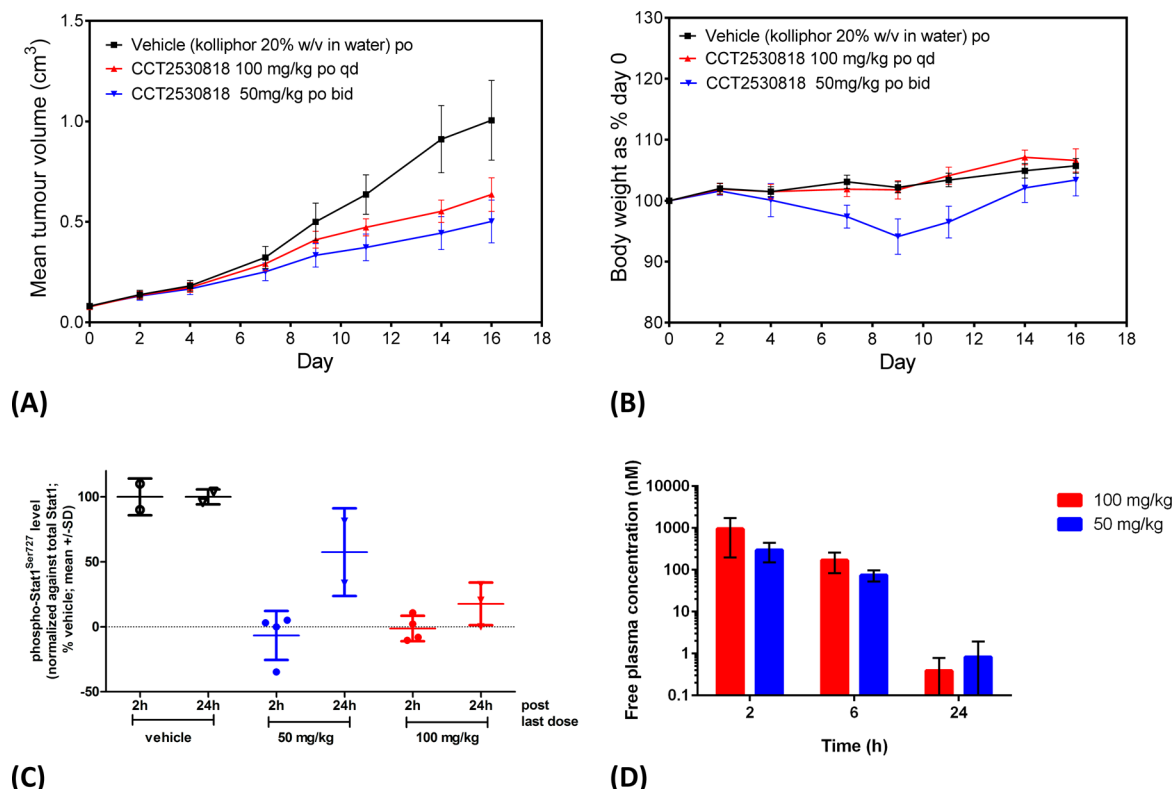 1.5
1.0
0.5
0.0
Mean tumour volume (cm³)
Vehicle (kolliphor 20% w/v in water) po
CCT2530818 100 mg/kg po qd
CCT2530818 50mg/kg po bid
0 2 4 6 8 10 12 14 16 18
Day
(A)
130
120
110
100
90
80
Body weight as % day 0
Vehicle (kolliphor 20% w/v in water) po
CCT2530818 100 mg/kg po qd
CCT2530818 50mg/kg po bid
0 2 4 6 8 10 12 14 16 18
Day
(B)
phospho-Stat1^Ser727 level
(normalized against total Stat1;
% vehicle; mean +/-SD)
100
50
0
-50
2h 24h 2h 24h 2h 24h post
last dose
vehicle 50 mg/kg 100 mg/kg
(C)
Free plasma concentration (nM)
10000
1000
100
10
1
0.1
100 mg/kg
50 mg/kg
2 6 24
Time (h)
(D)